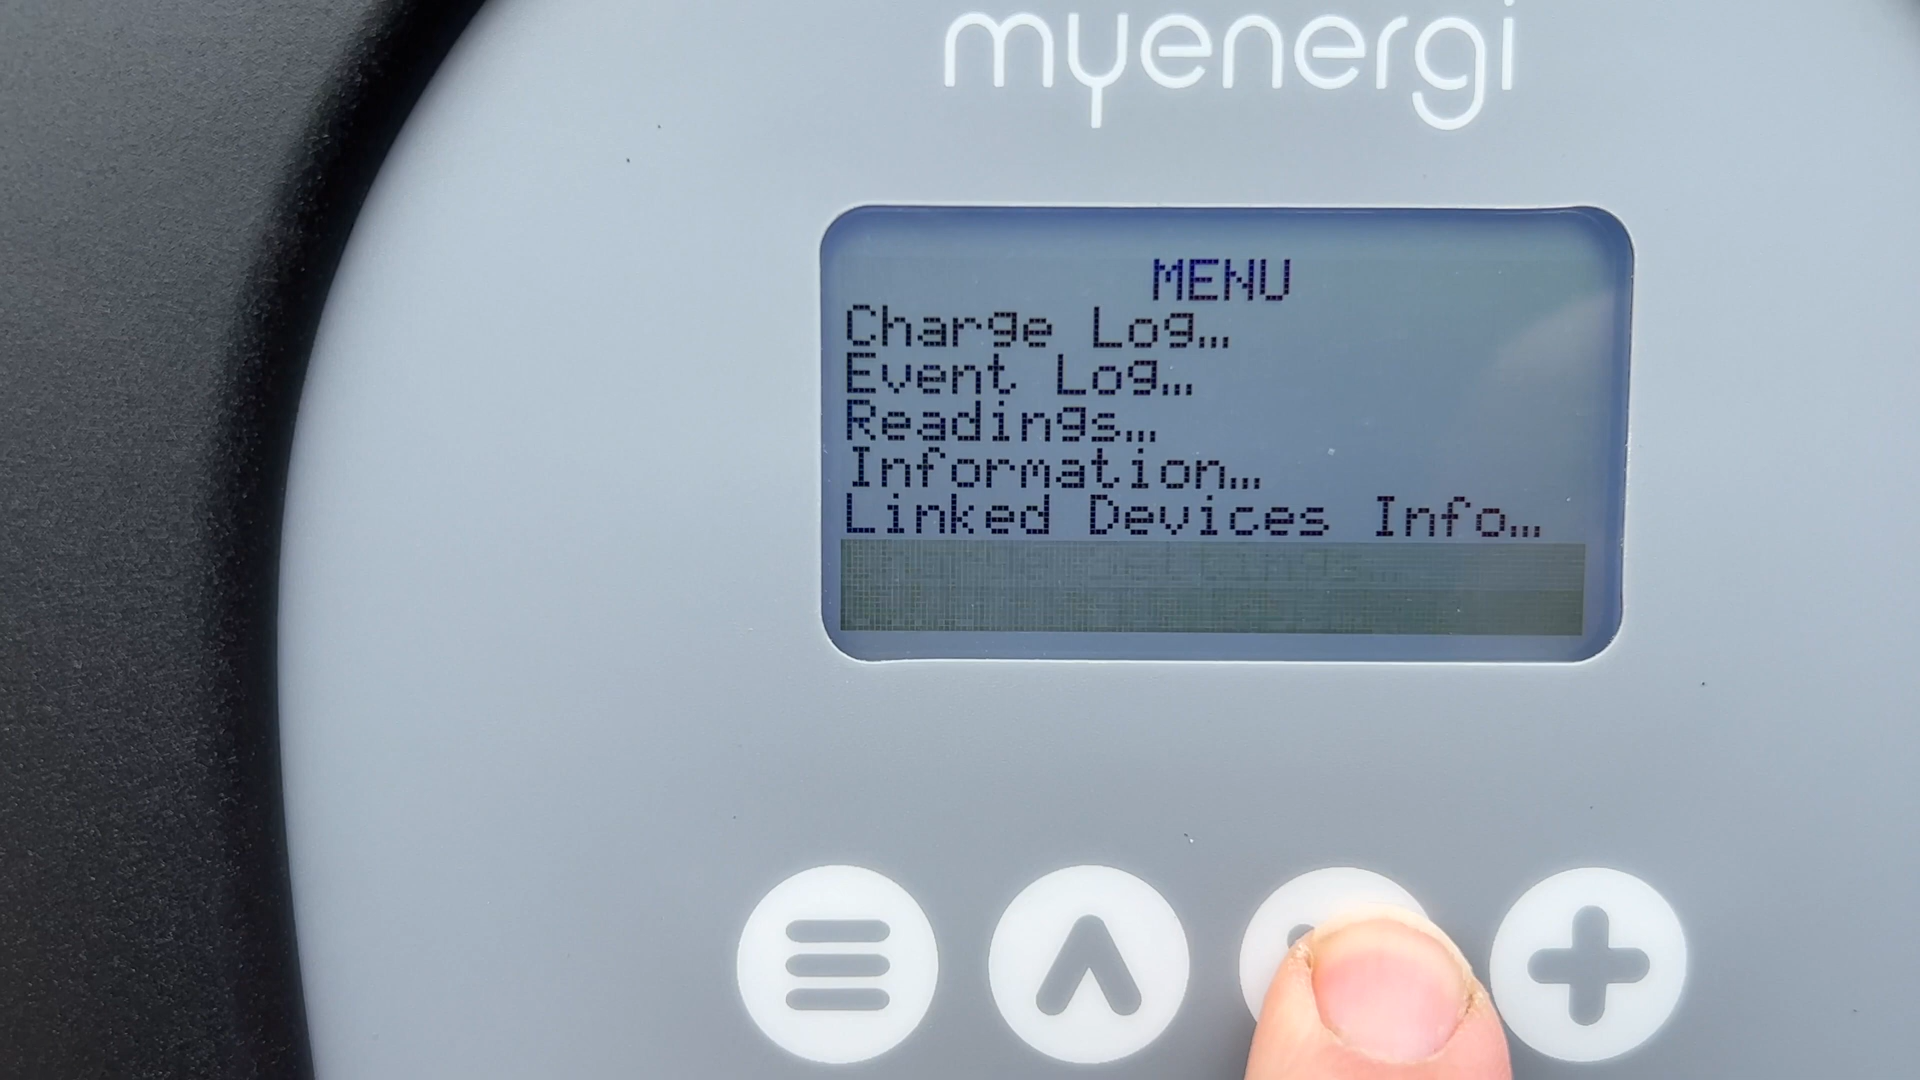 myenergi
MENU
Charge Log...
Event Log...
Readings...
Information...
Linked Devices Info...